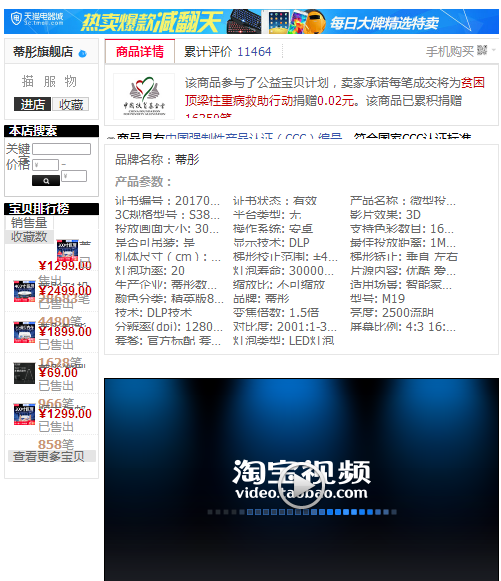 天猫电器城
3c.tmall.com
热卖爆款减翻天
每日大牌精选特卖
蒂彤旗舰店
猫 服 物
进店 收藏
商品详情 累计评价 11464
手机购买
该商品参与了公益宝贝计划，卖家承诺每笔成交将为贫困
顶梁柱重病救助行动捐赠0.02元。该商品已累积捐赠
中国扶贫基金会
品牌名称：蒂彤
产品参数：
证书编号：20170...
证书状态：有效
产品名称：微型投...
3C规格型号：S38...
平台类型: 无
影片效果: 3D
投放画面大小: 30...
操作系统: 安卓
支持色彩数目: 16...
是否可吊装: 是
显示技术: DLP
最佳投放距离: 1M...
机体尺寸（cm）: ...
梯形校正范围: ±4...
梯形矫正: 垂直 左右
灯泡功率: 20
灯泡寿命: 30000...
片源内容: 优酷 爱...
生产企业: 蒂彤数...
缩放比: 不可缩放
适用场景: 智能家...
颜色分类: 精英版8...
品牌: 蒂彤
型号: M19
技术: DLP技术
变焦倍数: 1.5倍
亮度: 2500流明
分辨率(dpi): 1280...
对比度: 2001:1-3...
屏幕比例: 4:3 16:...
套餐: 官方标配 套...
灯泡类型: LED灯泡
本店搜索
关键
价格 ¥ – ¥
宝贝排行榜
销售量
收藏数
¥1299.00
已售出
28683笔
¥2499.00
已售出
4480笔
¥1899.00
已售出
1628笔
¥69.00
已售出
966笔
¥1299.00
已售出
858笔
查看更多宝贝
淘宝视频
video.taobao.com